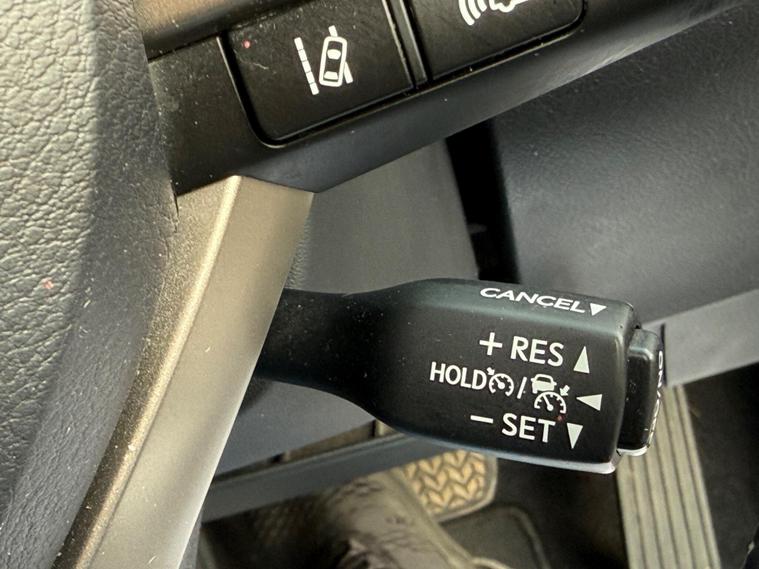 CANCEL▼
+ RES ▲
HOLD / ◀
− SET ▼